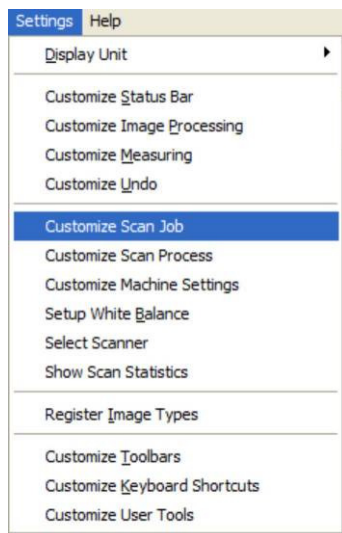 Settings Help
Display Unit
Customize Status Bar
Customize Image Processing
Customize Measuring
Customize Undo
Customize Scan Job
Customize Scan Process
Customize Machine Settings
Setup White Balance
Select Scanner
Show Scan Statistics
Register Image Types
Customize Toolbars
Customize Keyboard Shortcuts
Customize User Tools